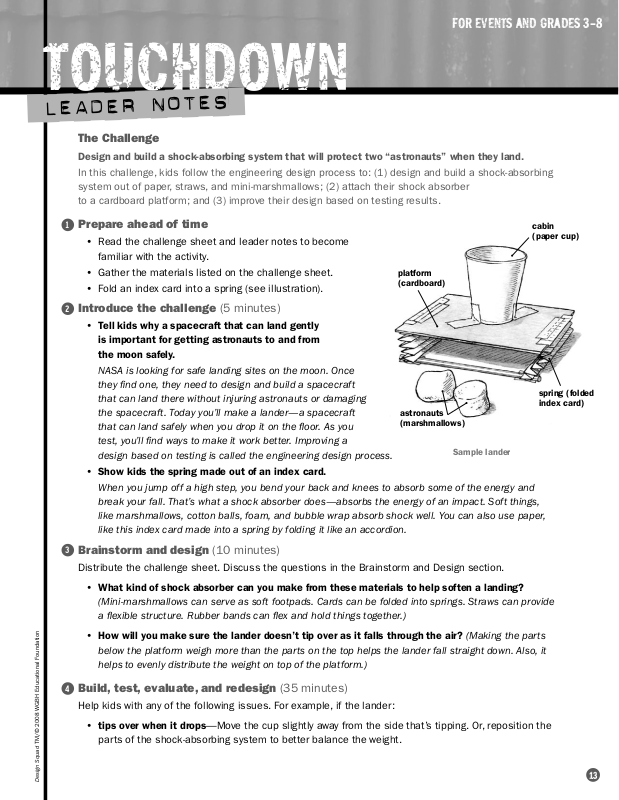 FOR EVENTS AND GRADES 3–8
TOUCHDOWN
LEADER NOTES
The Challenge
Design and build a shock-absorbing system that will protect two “astronauts” when they land.
In this challenge, kids follow the engineering design process to: (1) design and build a shock-absorbing
system out of paper, straws, and mini-marshmallows; (2) attach their shock absorber
to a cardboard platform; and (3) improve their design based on testing results.
1 Prepare ahead of time
• Read the challenge sheet and leader notes to become
familiar with the activity.
• Gather the materials listed on the challenge sheet.
• Fold an index card into a spring (see illustration).
2 Introduce the challenge (5 minutes)
• Tell kids why a spacecraft that can land gently
is important for getting astronauts to and from
the moon safely.
NASA is looking for safe landing sites on the moon. Once
they find one, they need to design and build a spacecraft
that can land there without injuring astronauts or damaging
the spacecraft. Today you’ll make a lander—a spacecraft
that can land safely when you drop it on the floor. As you
test, you’ll find ways to make it work better. Improving a
design based on testing is called the engineering design process.
• Show kids the spring made out of an index card.
When you jump off a high step, you bend your back and knees to absorb some of the energy and
break your fall. That’s what a shock absorber does—absorbs the energy of an impact. Soft things,
like marshmallows, cotton balls, foam, and bubble wrap absorb shock well. You can also use paper,
like this index card made into a spring by folding it like an accordion.
cabin
(paper cup)
platform
(cardboard)
spring (folded
index card)
astronauts
(marshmallows)
Sample lander
3 Brainstorm and design (10 minutes)
Distribute the challenge sheet. Discuss the questions in the Brainstorm and Design section.
• What kind of shock absorber can you make from these materials to help soften a landing?
(Mini-marshmallows can serve as soft footpads. Cards can be folded into springs. Straws can provide
a flexible structure. Rubber bands can flex and hold things together.)
• How will you make sure the lander doesn’t tip over as it falls through the air? (Making the parts
below the platform weigh more than the parts on the top helps the lander fall straight down. Also, it
helps to evenly distribute the weight on top of the platform.)
4 Build, test, evaluate, and redesign (35 minutes)
Help kids with any of the following issues. For example, if the lander:
• tips over when it drops—Move the cup slightly away from the side that’s tipping. Or, reposition the
parts of the shock-absorbing system to better balance the weight.
Design Squad TM/© 2008 WGBH Educational Foundation
13